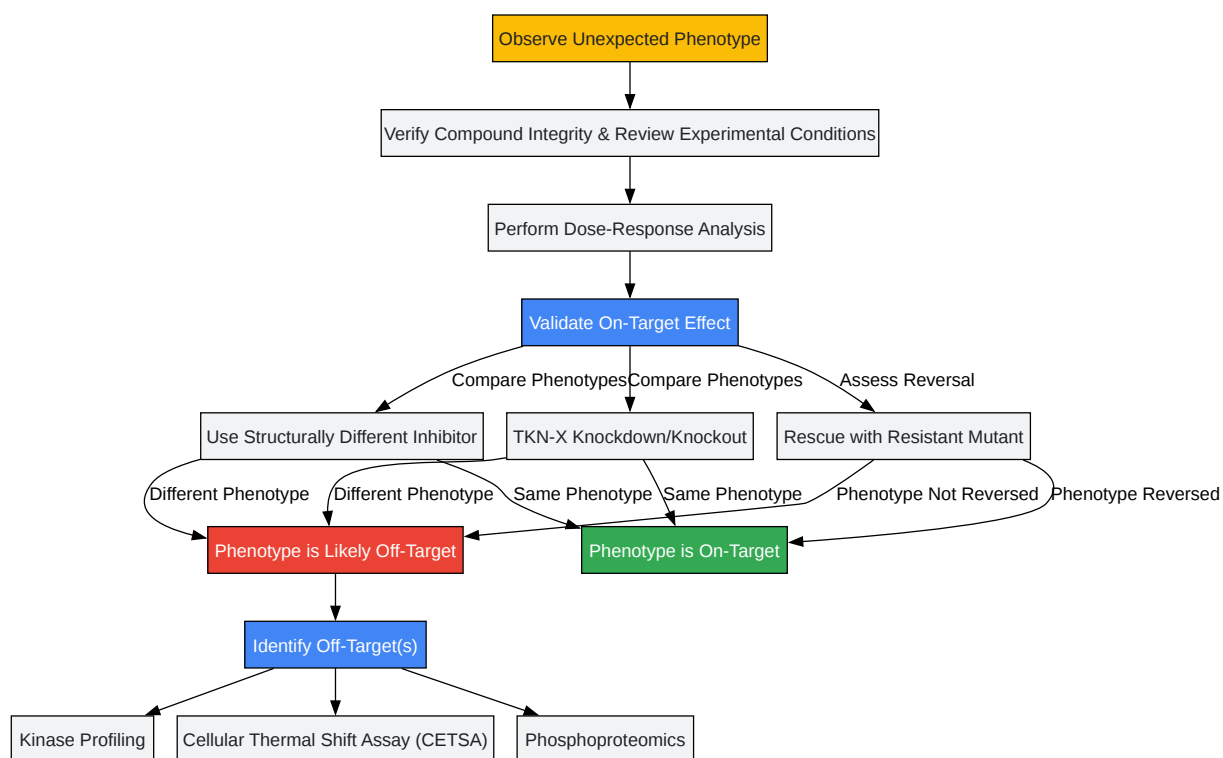 Observe Unexpected Phenotype
Verify Compound Integrity & Review Experimental Conditions
Perform Dose-Response Analysis
Validate On-Target Effect
Compare Phenotypes
Compare Phenotypes
Assess Reversal
Use Structurally Different Inhibitor
TKN-X Knockdown/Knockout
Rescue with Resistant Mutant
Different Phenotype
Different Phenotype
Same Phenotype
Same Phenotype
Phenotype Not Reversed
Phenotype Reversed
Phenotype is Likely Off-Target
Phenotype is On-Target
Identify Off-Target(s)
Kinase Profiling
Cellular Thermal Shift Assay (CETSA)
Phosphoproteomics